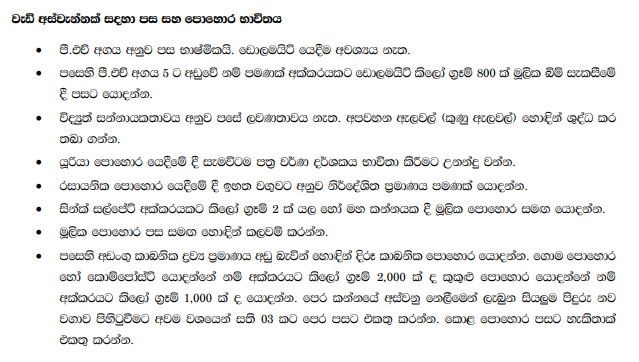 වැඩි අස්වැන්නක් සඳහා පස සහ පොහොර භාවිතය
• පී.එච් අගය අනුව පස භාෂ්මිකයි. ඩොලමයිට් යෙදීම අවශ්‍යය නැත.
• පසෙහි පී.එච් අගය 5 ට අඩුවේ නම් පමණක් අක්කරයකට ඩොලමයිට් කිලෝ ග්‍රෑම් 800 ක් මූලික බිම් සැකසීමේ
දී පසට යොදන්න.
• විද්‍යුත් සන්නායකතාවය අනුව පසේ ලවණතාවය නැත. අපවහන ඇලවල් (කුණු ඇලවල්) හොඳින් ශුද්ධ කර
තබා ගන්න.
• යූරියා පොහොර යෙදීමේ දී සැමවිටම පත්‍ර වර්ණ දර්ශකය භාවිතා කිරීමට උනන්දු වන්න.
• රසායනික පොහොර යෙදීමේ දී ඉහත වගුවට අනුව නිර්දේශිත ප්‍රමාණය පමණක් යොදන්න.
• සින්ක් සල්පේට් අක්කරයකට කිලෝ ග්‍රෑම් 2 ක් යල හෝ මහ කන්නයක දී මූලික පොහොර සමඟ යොදන්න.
• මූලික පොහොර පස සමඟ හොඳින් කලවම් කරන්න.
• පසෙහි අඩංගු කාබනික ද්‍රව්‍ය ප්‍රමාණය අඩු බැවින් හොඳින් දිරූ කාබනික පොහොර යොදන්න. ගොම පොහොර
හෝ කොම්පෝස්ට් යොදන්නේ නම් අක්කරයට කිලෝ ග්‍රෑම් 2,000 ක් ද කුකුළු පොහොර යොදන්නේ නම්
අක්කරයට කිලෝ ග්‍රෑම් 1,000 ක් ද යොදන්න. පෙර කන්නයේ අස්වනු නෙලීමෙන් ලැබුන සියලුම පිදුරු නව
වගාව පිහිටුවීමට අවම වශයෙන් සති 03 කට පෙර පසට එකතු කරන්න. කොළ පොහොර පසට හැකිතාක්
එකතු කරන්න.